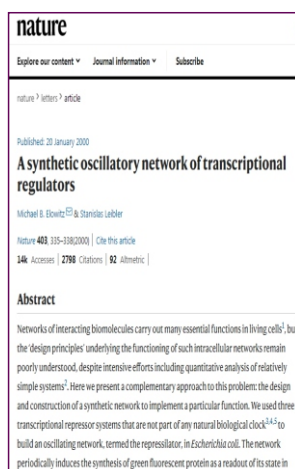 nature
Explore our content Journal information Subscribe
nature > letters > article
Published: 20 January 2000
A synthetic oscillatory network of transcriptional
regulators
Michael B. Elowitz & Stanislas Leibler
Nature 403, 335–338(2000) | Cite this article
14k Accesses | 2798 Citations | 92 Altmetric |
Abstract
Networks of interacting biomolecules carry out many essential functions in living cells1, bu
the 'design principles' underlying the functioning of such intracellular networks remain
poorly understood, despite intensive efforts including quantitative analysis of relatively
simple systems2. Here we present a complementary approach to this problem: the design
and construction of a synthetic network to implement a particular function. We used three
transcriptional repressor systems that are not part of any natural biological clock3,4,5 to
build an oscillating network, termed the repressilator, in Escherichia coli. The network
periodically induces the synthesis of green fluorescent protein as a readout of its state in